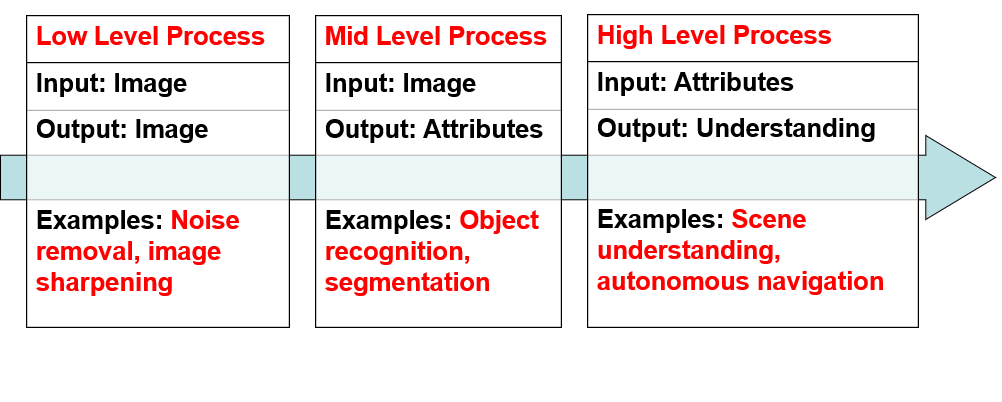 Low Level Process
Input: Image
Output: Image
Examples: Noise
removal, image
sharpening
Mid Level Process
Input: Image
Output: Attributes
Examples: Object
recognition,
segmentation
High Level Process
Input: Attributes
Output: Understanding
Examples: Scene
understanding,
autonomous navigation